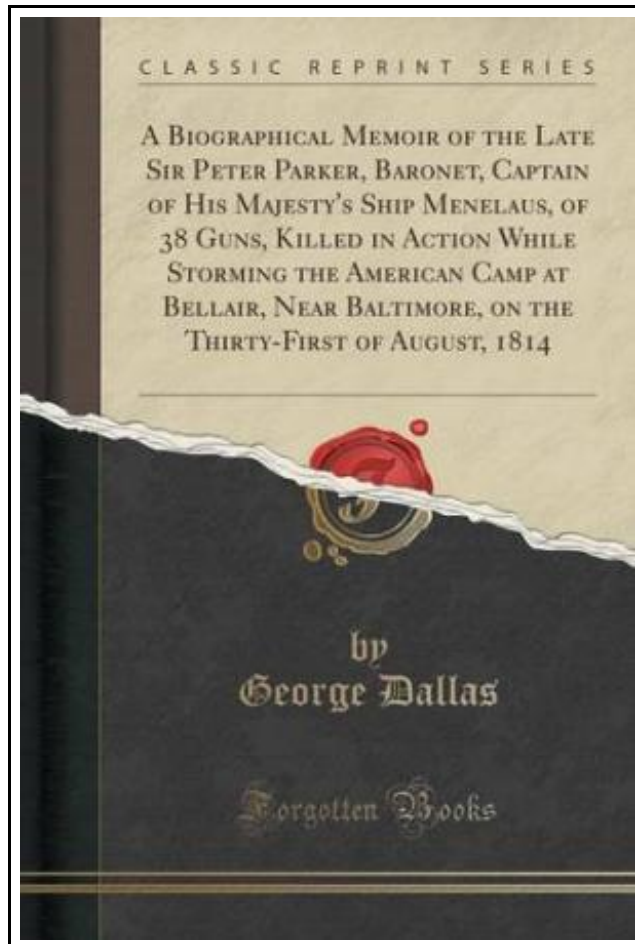 CLASSIC REPRINT SERIES
A BIOGRAPHICAL MEMOIR OF THE LATE
SIR PETER PARKER, BARONET, CAPTAIN
OF HIS MAJESTY'S SHIP MENELAUS, OF
38 GUNS, KILLED IN ACTION WHILE
STORMING THE AMERICAN CAMP AT
BELLAIR, NEAR BALTIMORE, ON THE
THIRTY-FIRST OF AUGUST, 1814
by
George Dallas
Forgotten Books